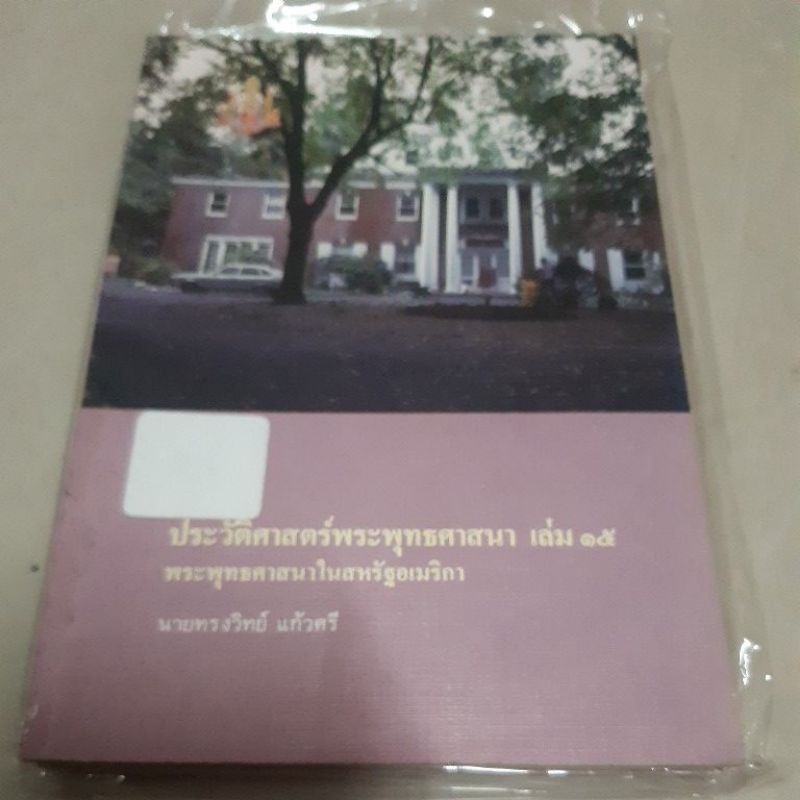 ประวัติศาสตร์พระพุทธศาสนา เล่ม ๑๕
พระพุทธศาสนาในสหรัฐอเมริกา
นายทรงวิทย์ แก้วศรี